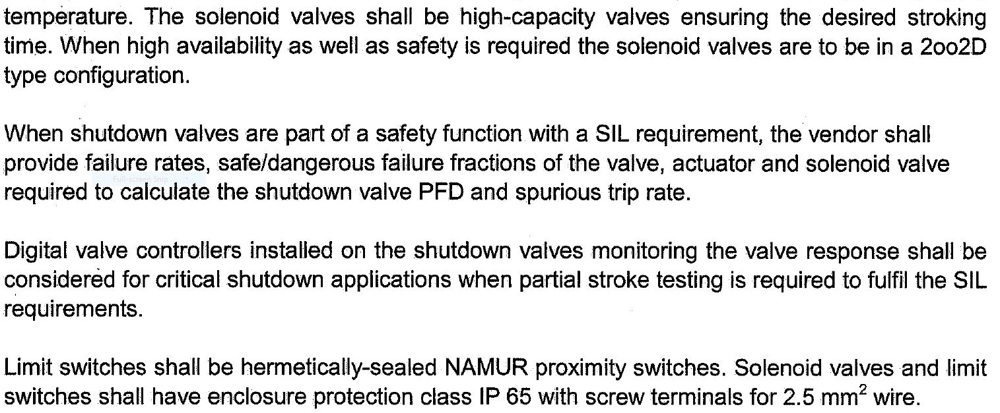 temperature. The solenoid valves shall be high-capacity valves ensuring the desired stroking
time. When high availability as well as safety is required the solenoid valves are to be in a 2oo2D
type configuration.
When shutdown valves are part of a safety function with a SIL requirement, the vendor shall
provide failure rates, safe/dangerous failure fractions of the valve, actuator and solenoid valve
Full-screen Snip
required to calculate the shutdown valve PFD and spurious trip rate.
Digital valve controllers installed on the shutdown valves monitoring the valve response shall be
considered for critical shutdown applications when partial stroke testing is required to fulfil the SIL
requirements.
Limit switches shall be hermetically-sealed NAMUR proximity switches. Solenoid valves and limit
switches shall have enclosure protection class IP 65 with screw terminals for 2.5 mm² wire.